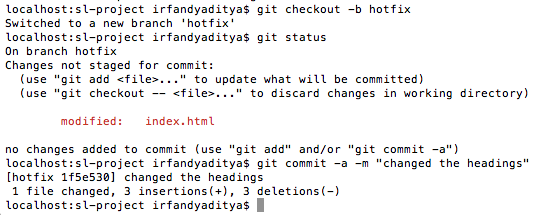 localhost:sl-project irfandyaditya$ git checkout -b hotfix
Switched to a new branch 'hotfix'
localhost:sl-project irfandyaditya$ git status
On branch hotfix
Changes not staged for commit:
  (use "git add <file>..." to update what will be committed)
  (use "git checkout -- <file>..." to discard changes in working directory)
modified:   index.html
no changes added to commit (use "git add" and/or "git commit -a")
localhost:sl-project irfandyaditya$ git commit -a -m "changed the headings"
[hotfix 1f5e530] changed the headings
 1 file changed, 3 insertions(+), 3 deletions(-)
localhost:sl-project irfandyaditya$